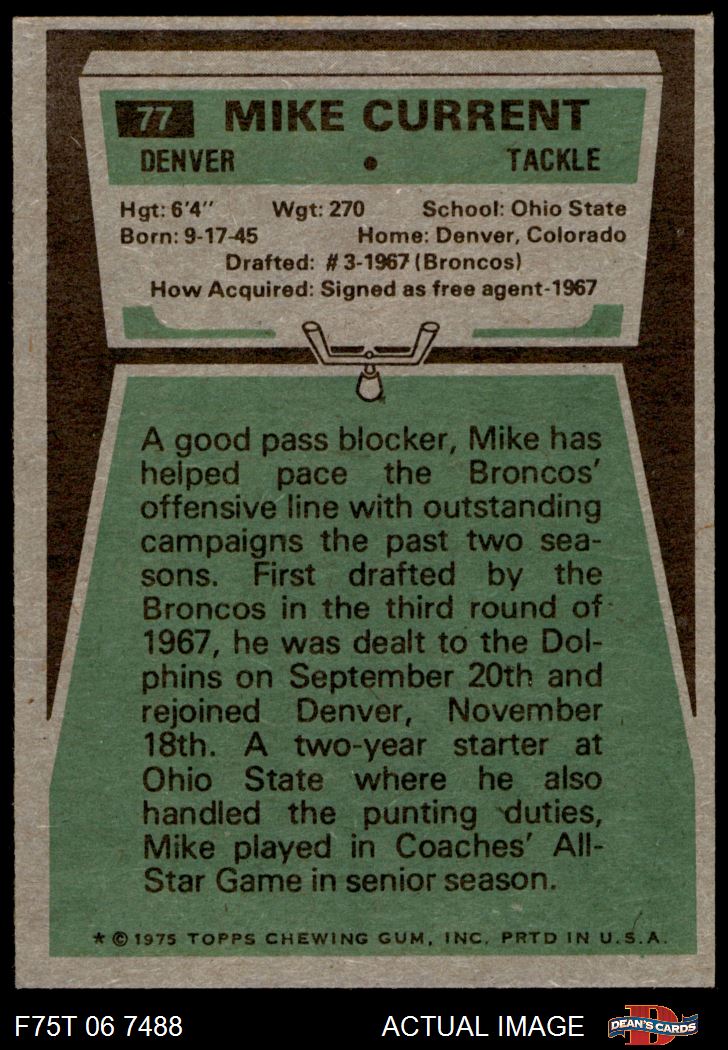 77 MIKE CURRENT
DENVER • TACKLE
Hgt: 6'4" Wgt: 270 School: Ohio State
Born: 9-17-45 Home: Denver, Colorado
Drafted: #3-1967 (Broncos)
How Acquired: Signed as free agent-1967
A good pass blocker, Mike has
helped pace the Broncos'
offensive line with outstanding
campaigns the past two sea-
sons. First drafted by the
Broncos in the third round of
1967, he was dealt to the Dol-
phins on September 20th and
rejoined Denver, November
18th. A two-year starter at
Ohio State where he also
handled the punting duties,
Mike played in Coaches' All-
Star Game in senior season.
* © 1975 TOPPS CHEWING GUM, INC. PRTD IN U.S.A.
F75T 06 7488 ACTUAL IMAGE D DEAN'S CARDS